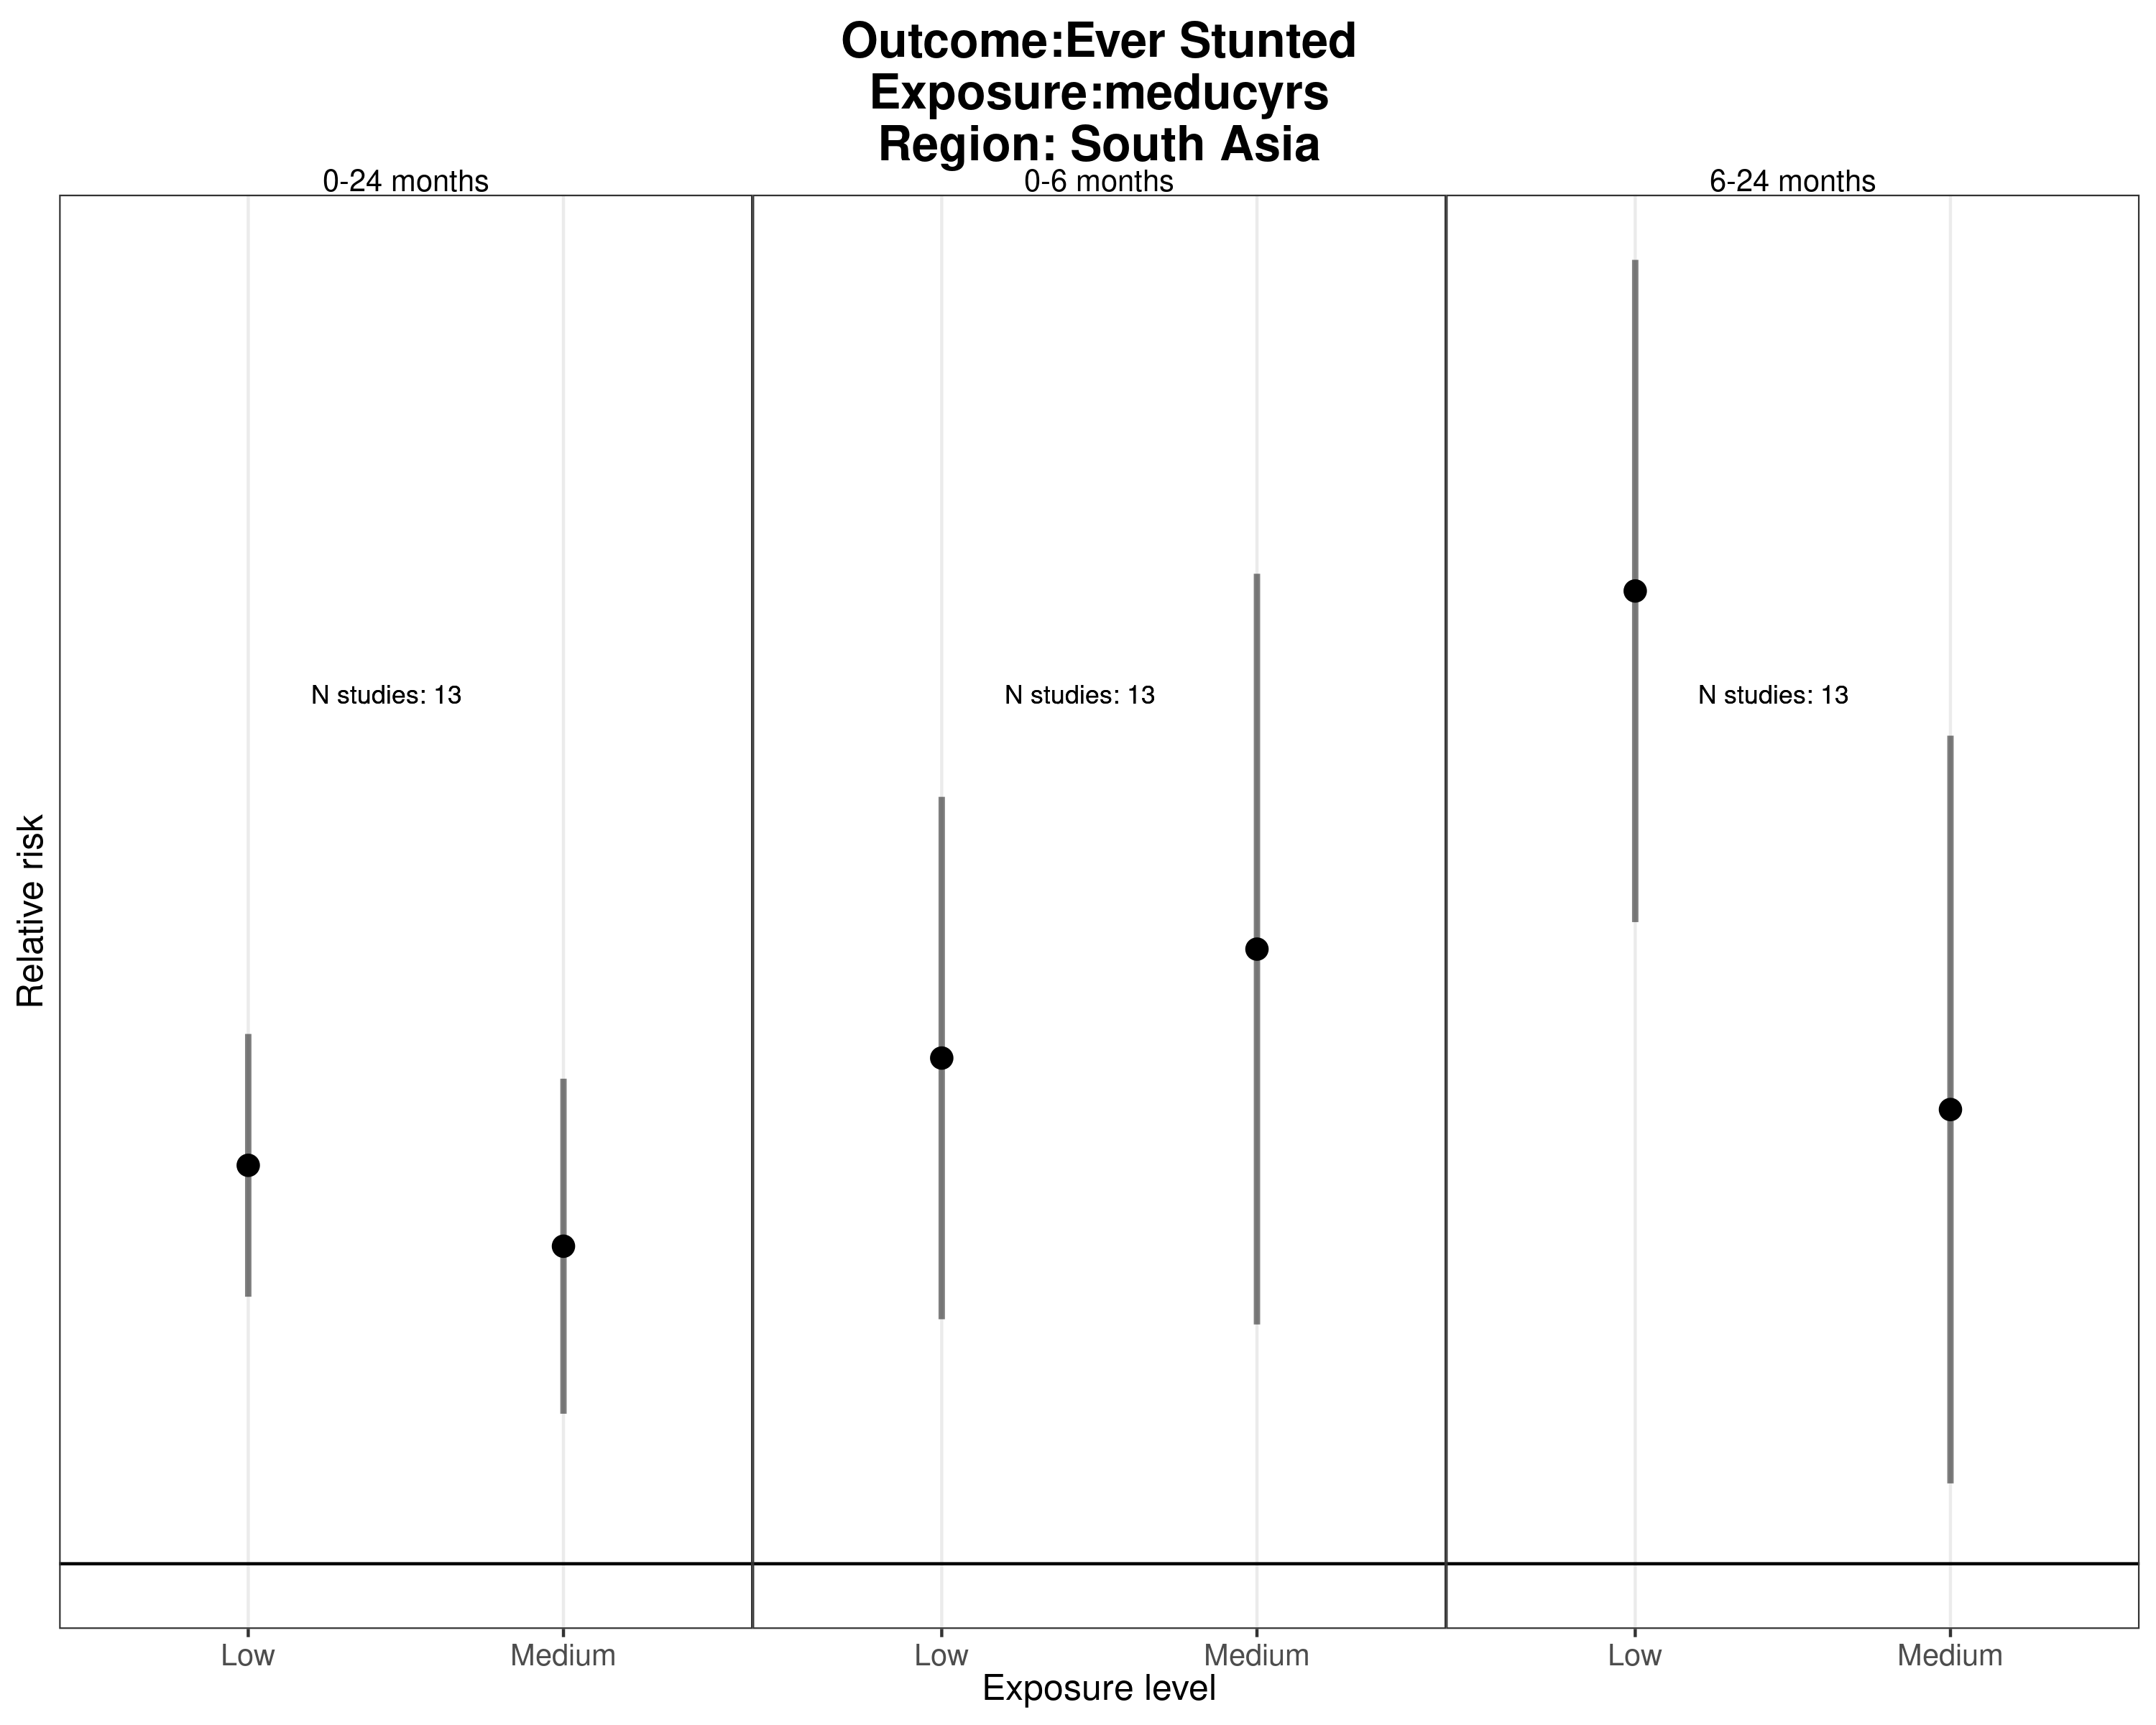 Outcome:Ever Stunted
Exposure:meducyrs
Region: South Asia
0-24 months
0-6 months
6-24 months
N studies: 13
N studies: 13
N studies: 13
Relative risk
Low
Medium
Low
Medium
Low
Medium
Exposure level